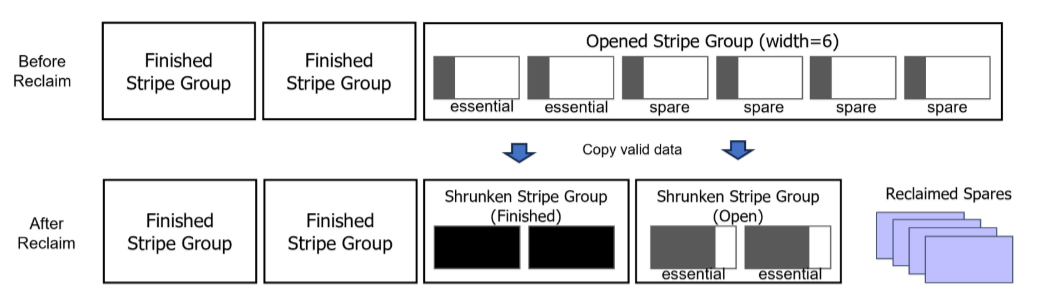 Before
Reclaim
Finished
Stripe Group
Finished
Stripe Group
Opened Stripe Group (width=6)
essential
essential
spare
spare
spare
spare
Copy valid data
After
Reclaim
Finished
Stripe Group
Finished
Stripe Group
Shrunken Stripe Group
(Finished)
Shrunken Stripe Group
(Open)
essential
essential
Reclaimed Spares